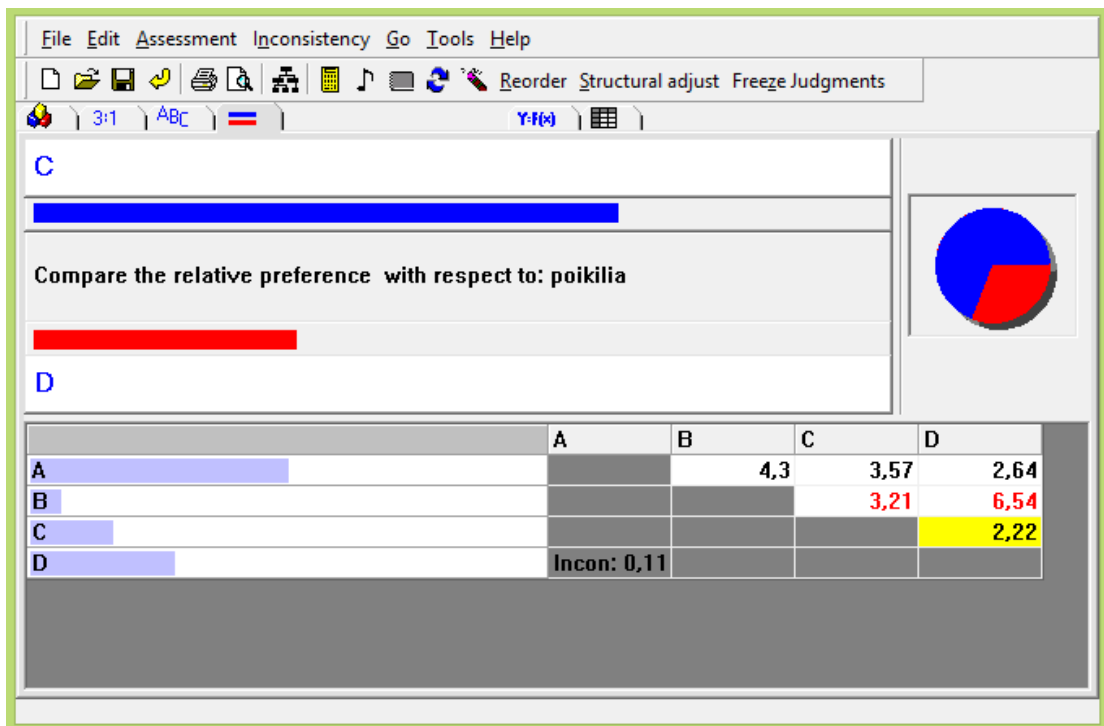 File Edit Assessment Inconsistency Go Tools Help
Reorder Structural adjust Freeze Judgments
3:1 ABC Y=F(x)
C
Compare the relative preference with respect to: poikilia
D
A B C D
A 4,3 3,57 2,64
B 3,21 6,54
C 2,22
D Incon: 0,11